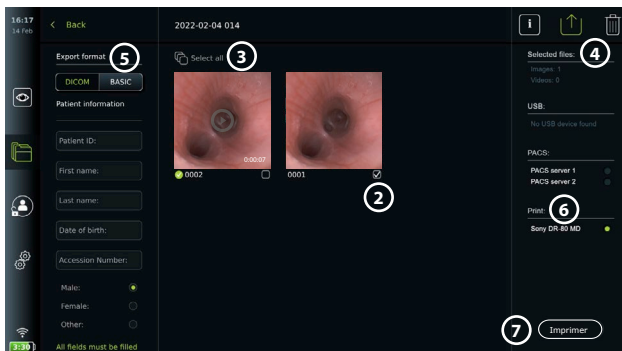 16:17
14 Feb
< Back
2022-02-04 014
i
Export format
5
DICOM
BASIC
Patient information
Patient ID:
First name:
Last name:
Date of birth:
Accession Number:
Male:
Female:
Other:
All fields must be filled
3:30
Select all
3
0:00:07
0002
0001
2
Selected files:
4
Images: 1
Videos: 0
USB:
No USB device found
PACS:
PACS server 1
PACS server 2
Print:
6
Sony DR-80 MD
7
Imprimer